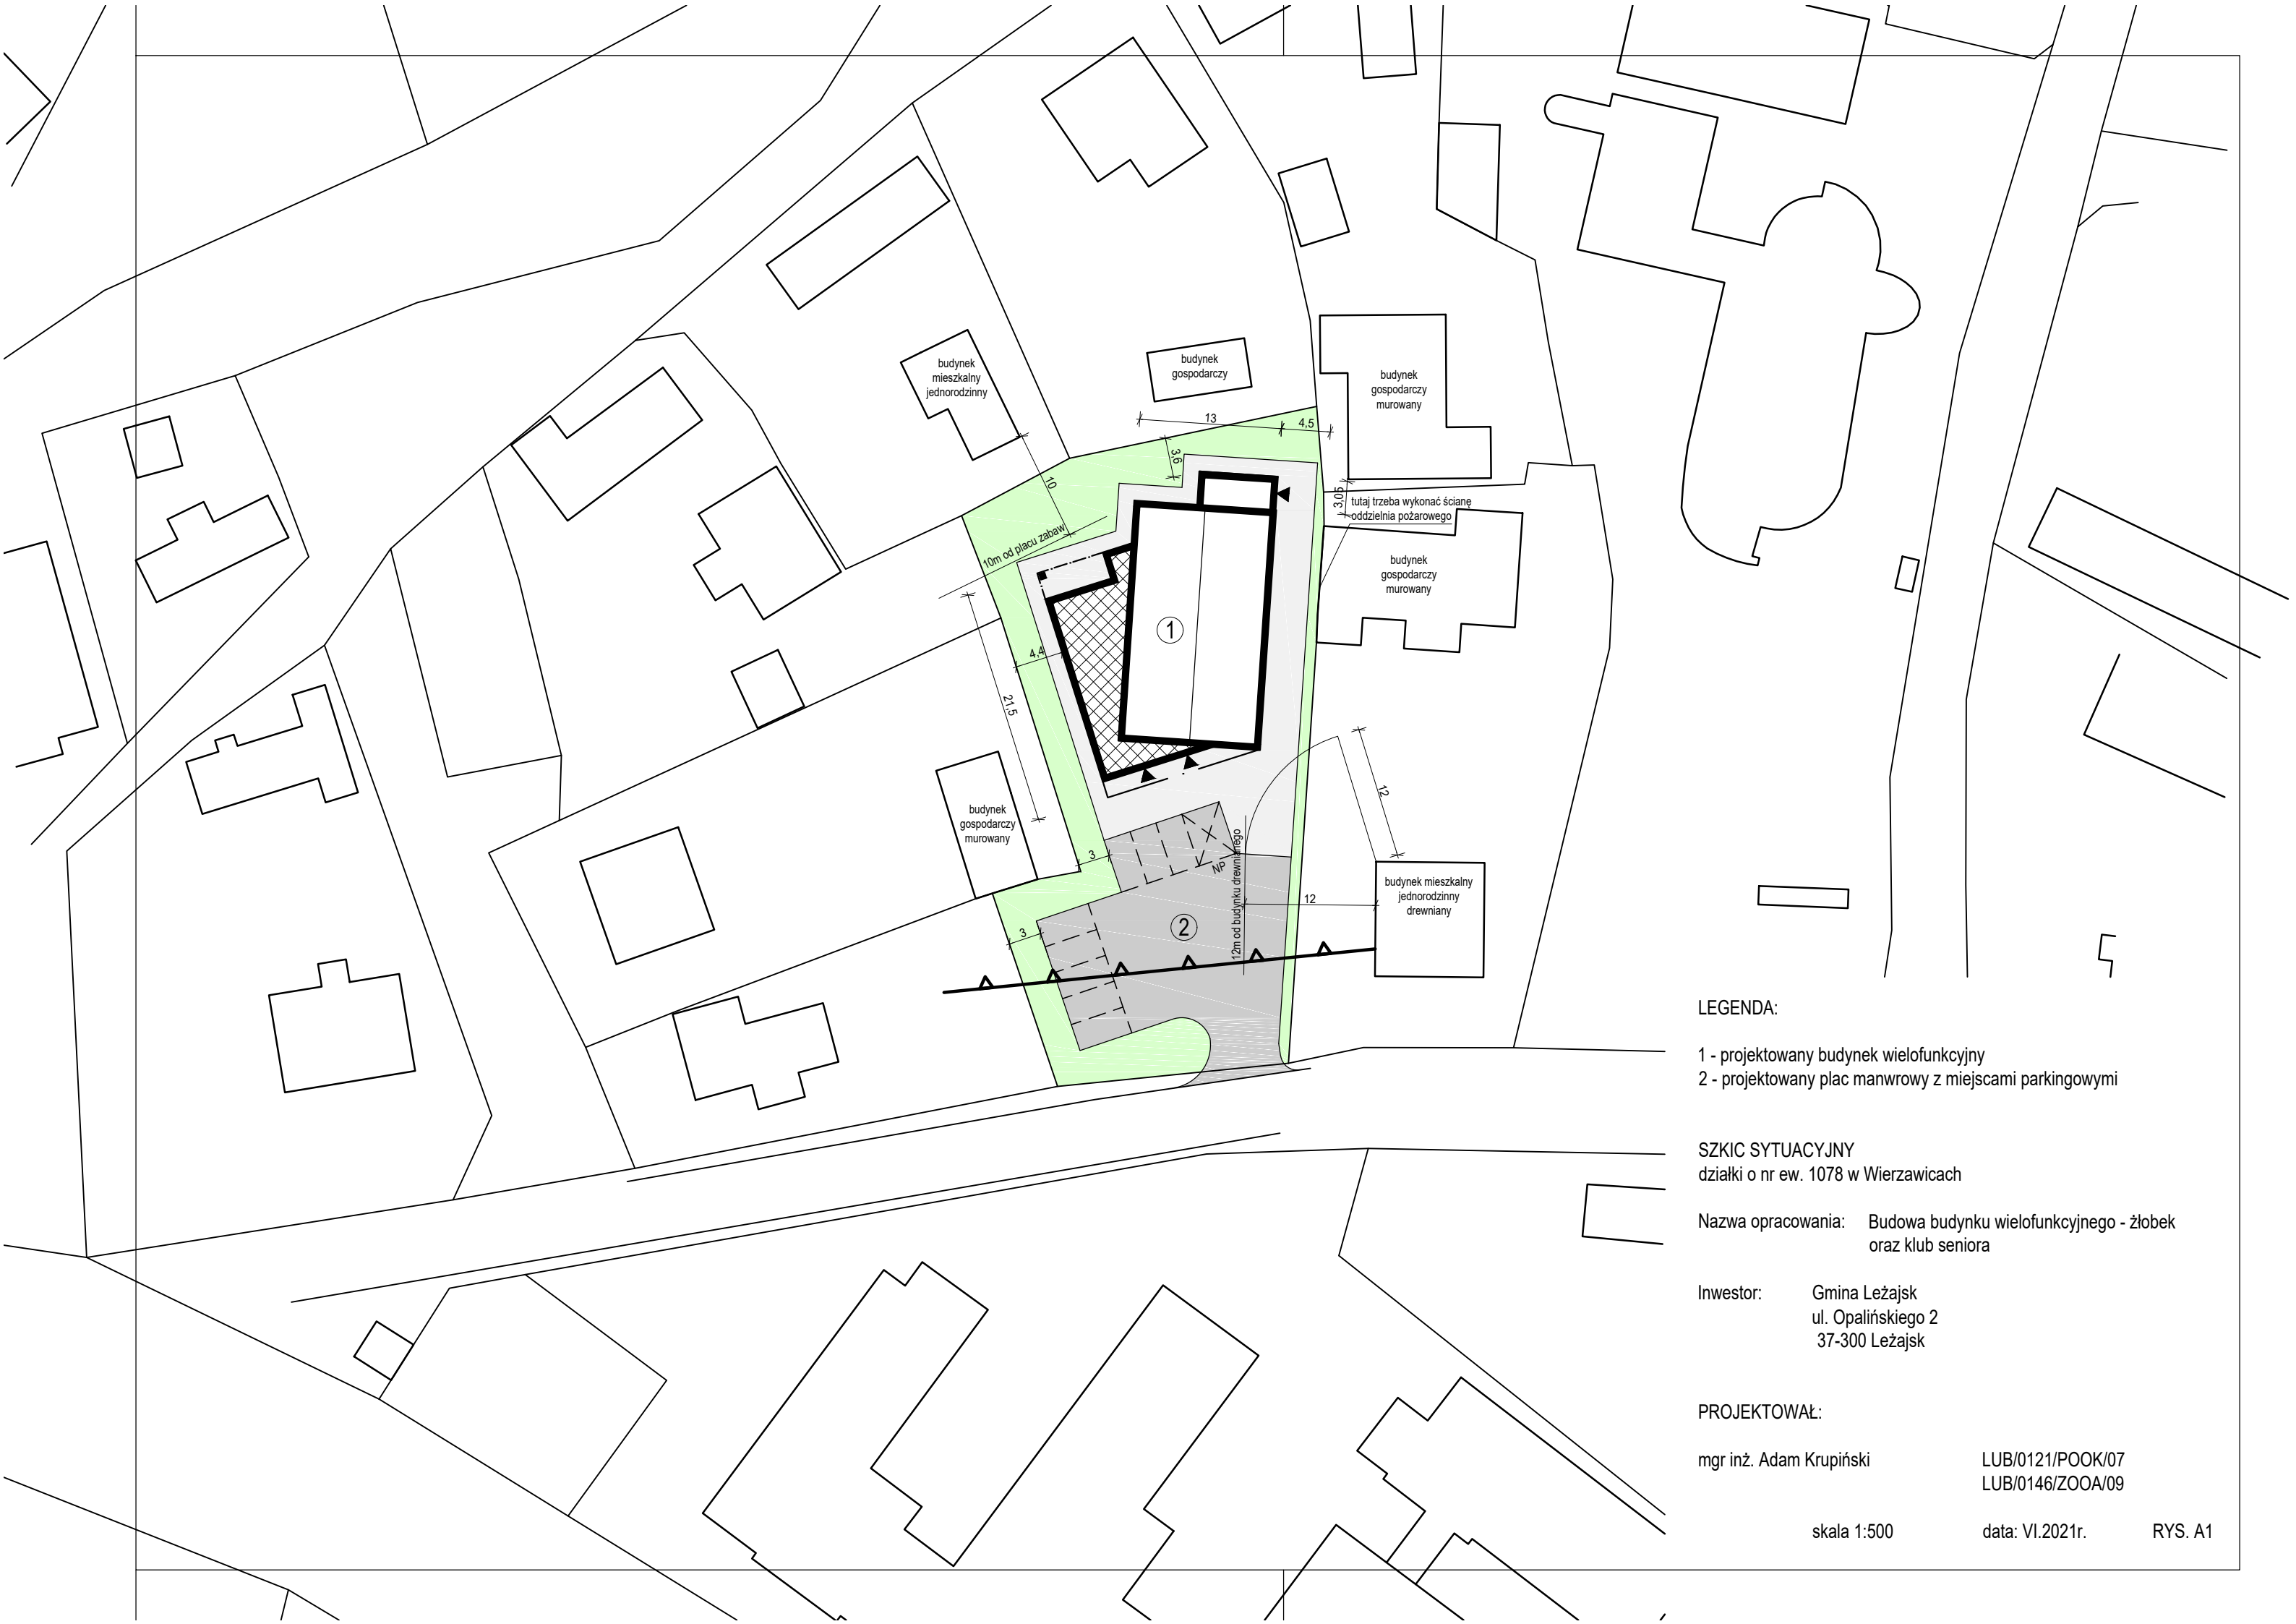 budynek
mieszkalny
jednorodzinny
budynek
gospodarczy
budynek
gospodarczy
murowany
13
4,5
3,6
10
3,05
tutaj trzeba wykonać ścianę
oddzielnia pożarowego
10m od placu zabaw
budynek
gospodarczy
murowany
1
4,4
21,5
12
budynek
gospodarczy
murowany
3
NP
12m od budynku drewnianego
budynek mieszkalny
jednorodzinny
drewniany
12
2
3
LEGENDA:
1 - projektowany budynek wielofunkcyjny
2 - projektowany plac manwrowy z miejscami parkingowymi
SZKIC SYTUACYJNY
działki o nr ew. 1078 w Wierzawicach
Nazwa opracowania: Budowa budynku wielofunkcyjnego - żłobek
oraz klub seniora
Inwestor: Gmina Leżajsk
ul. Opalińskiego 2
37-300 Leżajsk
PROJEKTOWAŁ:
mgr inż. Adam Krupiński LUB/0121/POOK/07
LUB/0146/ZOOA/09
skala 1:500 data: VI.2021r. RYS. A1